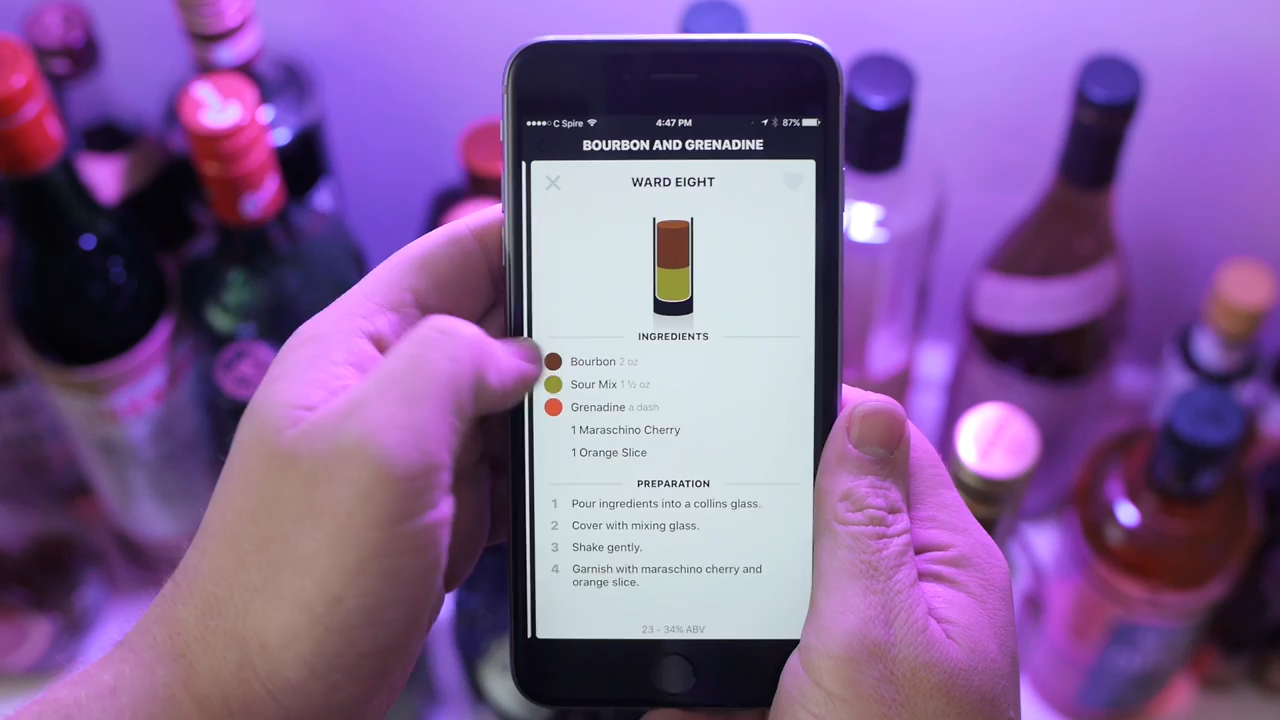 C Spire 4:47 PM 87%
BOURBON AND GRENADINE
WARD EIGHT
INGREDIENTS
Bourbon 2 oz
Sour Mix 1 ½ oz
Grenadine a dash
1 Maraschino Cherry
1 Orange Slice
PREPARATION
1 Pour ingredients into a collins glass.
2 Cover with mixing glass.
3 Shake gently.
4 Garnish with maraschino cherry and
orange slice.
23 - 34% ABV